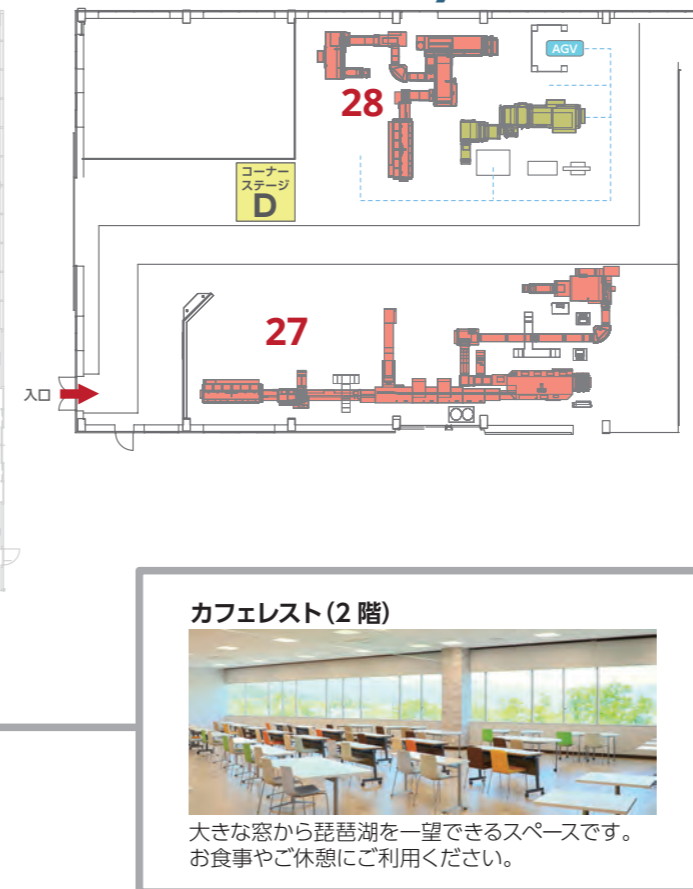 AGV
28
コーナー
ステージ
D
27
入口
カフェレスト(2 階)
大きな窓から琵琶湖を一望できるスペースです。
お食事やご休憩にご利用ください。